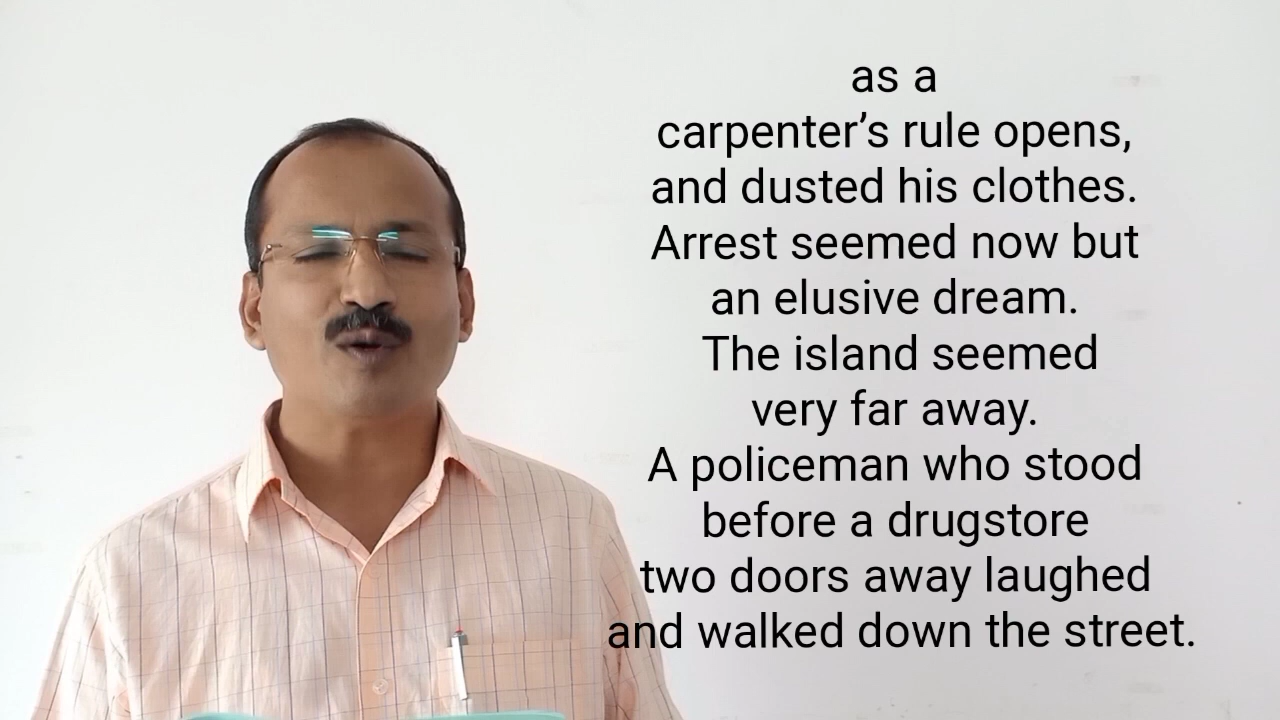 as a
carpenter’s rule opens,
and dusted his clothes.
Arrest seemed now but
an elusive dream.
The island seemed
very far away.
A policeman who stood
before a drugstore
two doors away laughed
and walked down the street.